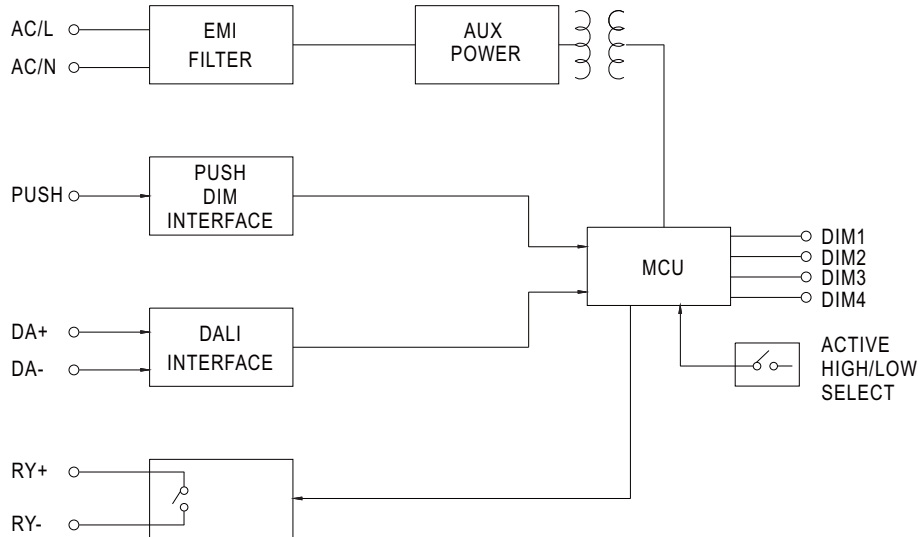 AC/L
AC/N
EMI
FILTER
AUX
POWER
PUSH
PUSH
DIM
INTERFACE
MCU
DIM1
DIM2
DIM3
DIM4
DA+
DA-
DALI
INTERFACE
ACTIVE
HIGH/LOW
SELECT
RY+
RY-